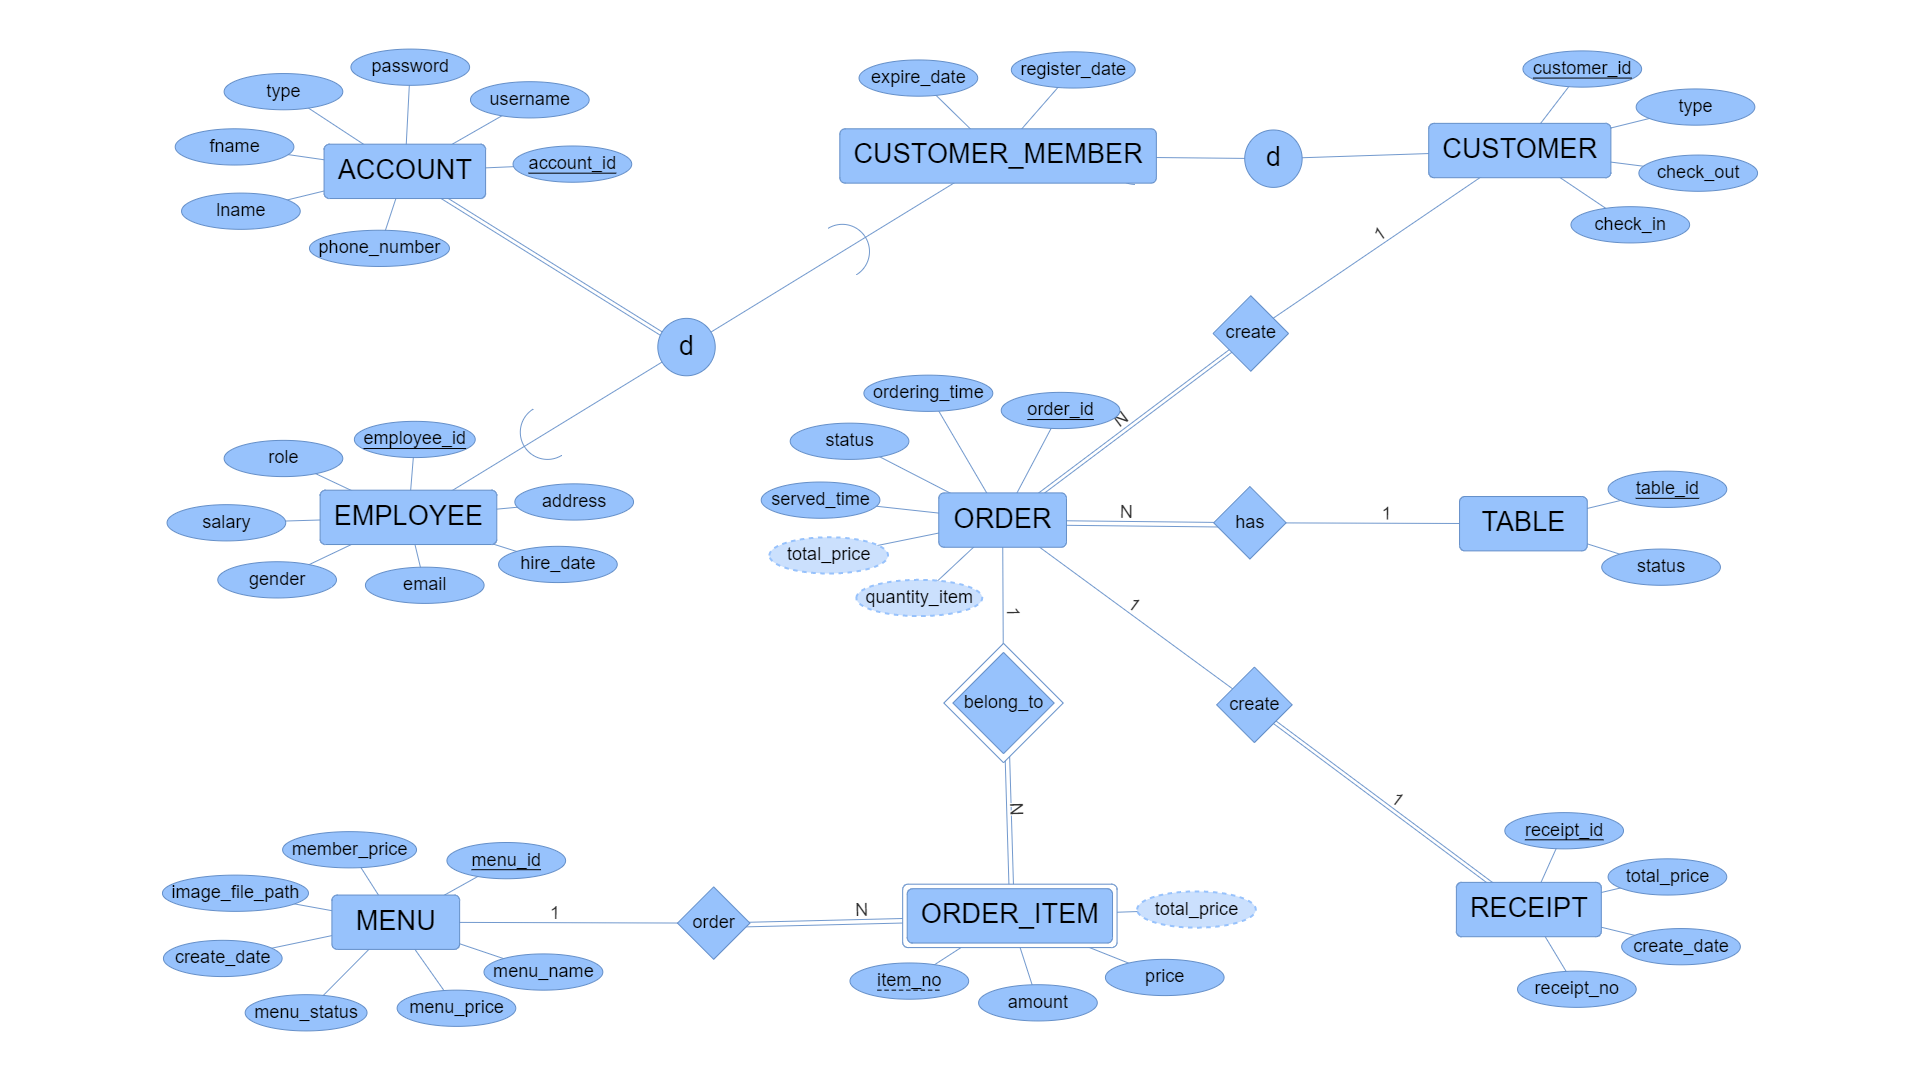 password
type
username
fname
ACCOUNT
account_id
lname
phone_number
expire_date
register_date
CUSTOMER_MEMBER
d
customer_id
type
CUSTOMER
check_out
check_in
1
d
create
N
employee_id
role
address
salary
EMPLOYEE
gender
email
hire_date
ordering_time
order_id
status
served_time
ORDER
total_price
quantity_item
N
has
1
TABLE
table_id
status
1
1
belong_to
create
N
1
member_price
menu_id
image_file_path
MENU
create_date
menu_name
menu_status
menu_price
1
order
N
ORDER_ITEM
total_price
item_no
amount
price
receipt_id
total_price
RECEIPT
create_date
receipt_no